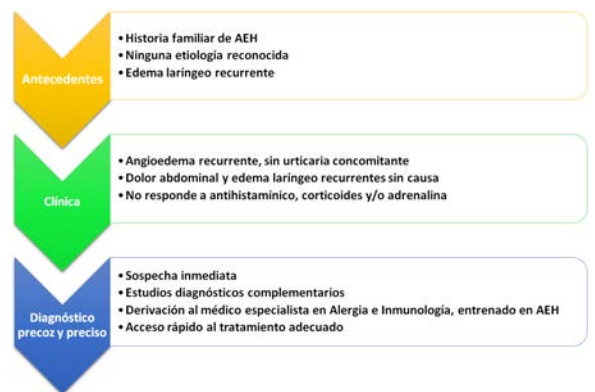 Antecedentes
• Historia familiar de AEH
• Ninguna etiología reconocida
• Edema laríngeo recurrente
Clínica
• Angioedema recurrente, sin urticaria concomitante
• Dolor abdominal y edema laríngeo recurrentes sin causa
• No responde a antihistamínico, corticoides y/o adrenalina
Diagnóstico
precoz y preciso
• Sospecha inmediata
• Estudios diagnósticos complementarios
• Derivación al médico especialista en Alergia e Inmunología, entrenado en AEH
• Acceso rápido al tratamiento adecuado